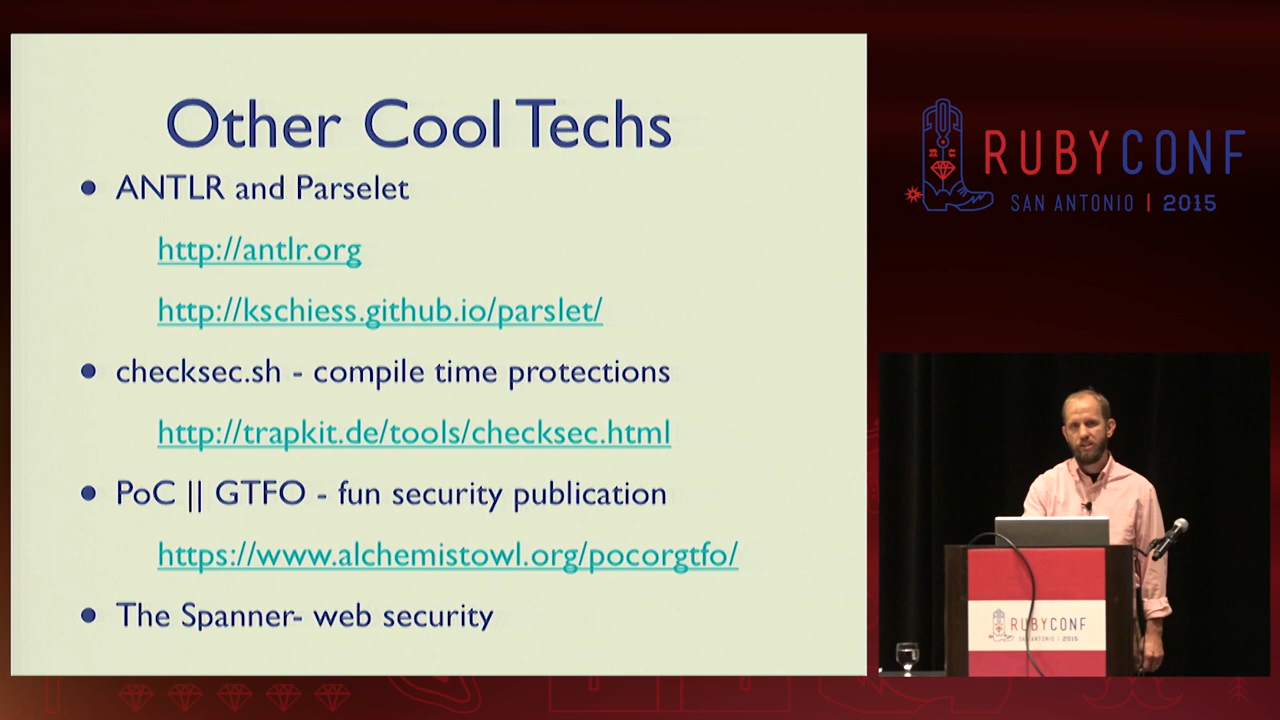 Other Cool Techs
• ANTLR and Parselet
http://antlr.org
http://kschiess.github.io/parslet/
• checksec.sh - compile time protections
http://trapkit.de/tools/checksec.html
• PoC || GTFO - fun security publication
https://www.alchemistowl.org/pocorgtfo/
• The Spanner- web security
RC
RUBYCONF
SAN ANTONIO | 2015
RUBYCONF
SAN ANTONIO | 2015